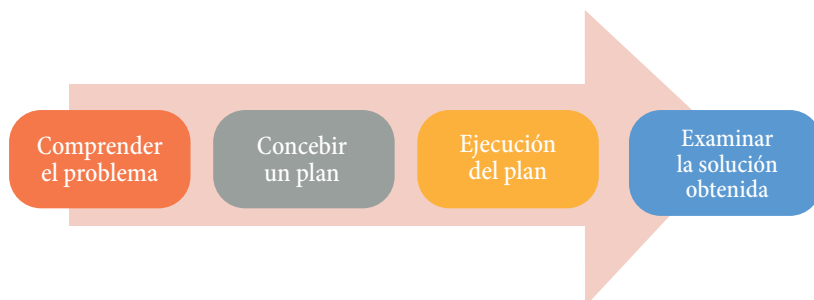 Comprender
el problema
Concebir
un plan
Ejecución
del plan
Examinar
la solución
obtenida